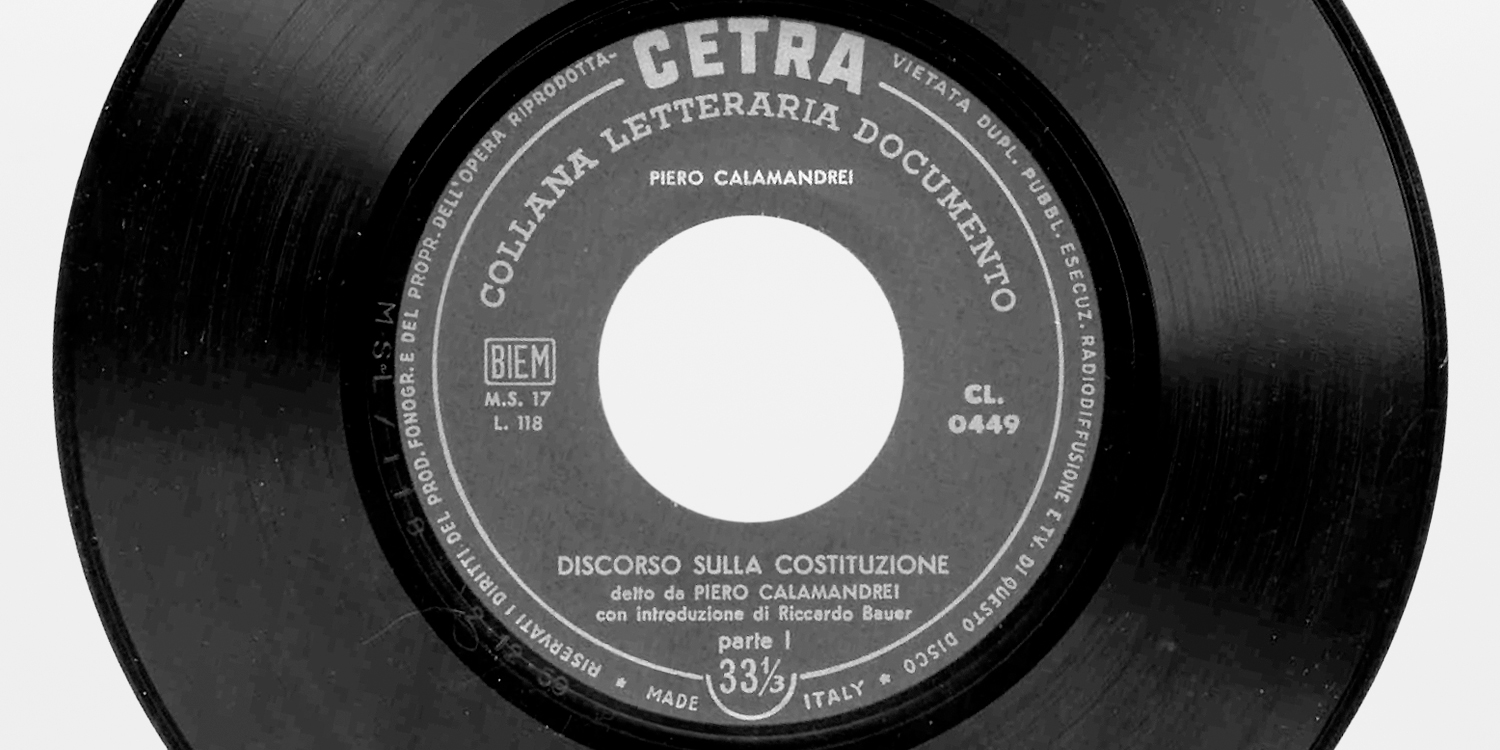 CETRA
COLLANA LETTERARIA DOCUMENTO
PIERO CALAMANDREI
BIEM
M.S. 17
L. 118
CL.
0449
DISCORSO SULLA COSTITUZIONE
detto da PIERO CALAMANDREI
con introduzione di Riccardo Bauer
parte I
33⅓
MADE ITALY
RISERVATI I DIRITTI DEL PROD. FONOGR. E DEL PROPR. DELL'OPERA RIPRODOTTA-
VIETATA DUPL. PUBBL. ESECUZ. RADIODIFFUSIONE E TV. DI QUESTO DISCO